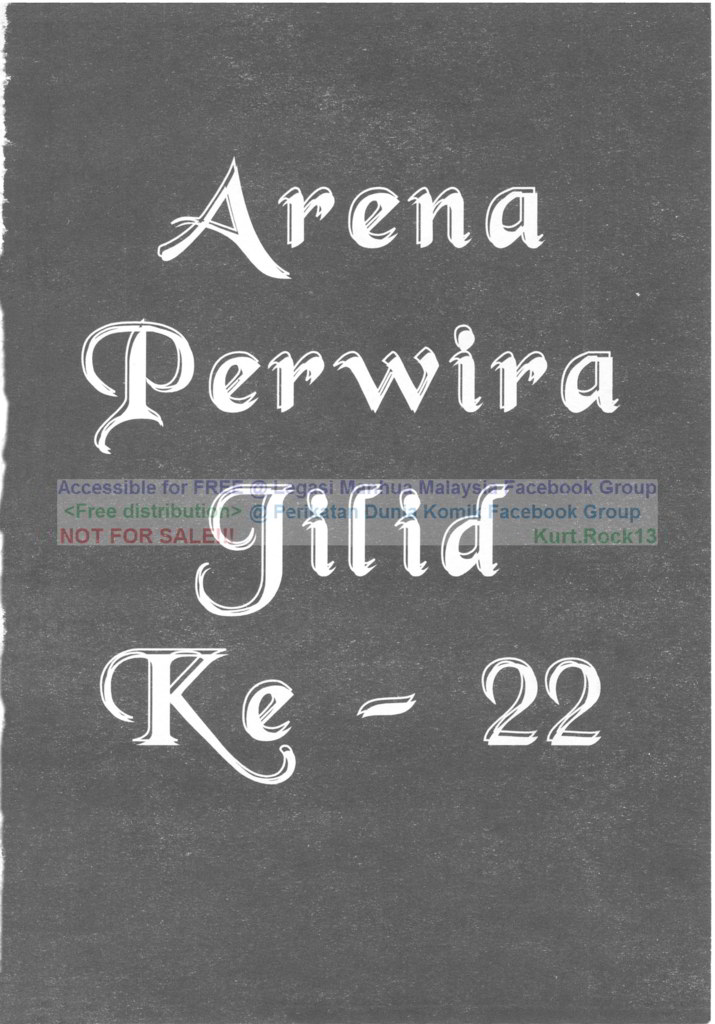 Arena
Perwira
Accessible for FREE @ Legasi Manhua Malaysia Facebook Group
<Free distribution> @ Perikatan Dunia Komik Facebook Group
Jilid
NOT FOR SALE!!! Kurt.Rock13
Ke - 22